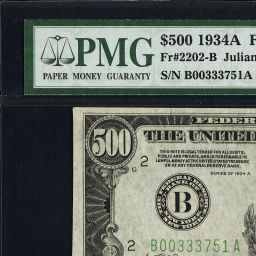 PMG
PAPER MONEY GUARANTY
$500 1934A F
Fr#2202-B Julian
S/N B00333751A
FEDERAL
500
THE UNITED
THIS NOTE IS LEGAL TENDER FOR ALL DEBTS,
PUBLIC AND PRIVATE AND IS REDEEMABLE IN
LAWFUL MONEY AT THE UNITED STATES TREASURY,
OR AT ANY FEDERAL RESERVE BANK.
2
G
SERIES OF 1934 A
B
2
B00333751A